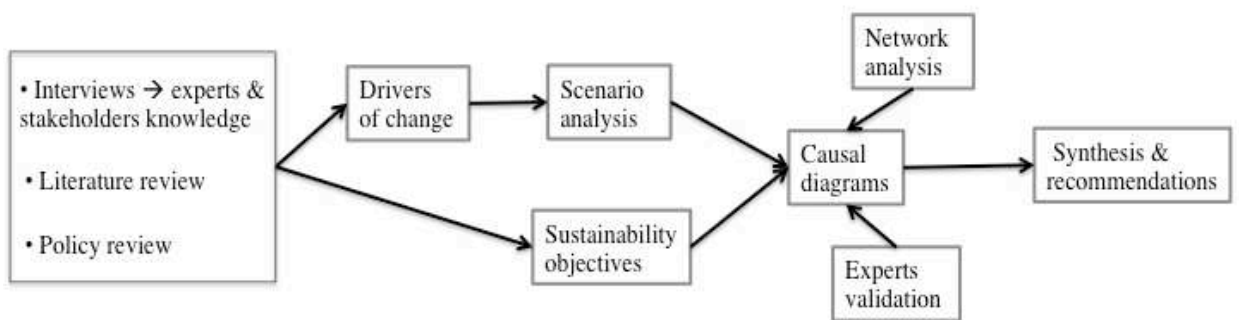 • Interviews → experts &
stakeholders knowledge
• Literature review
• Policy review
Drivers
of change
Scenario
analysis
Sustainability
objectives
Network
analysis
Causal
diagrams
Experts
validation
Synthesis &
recommendations